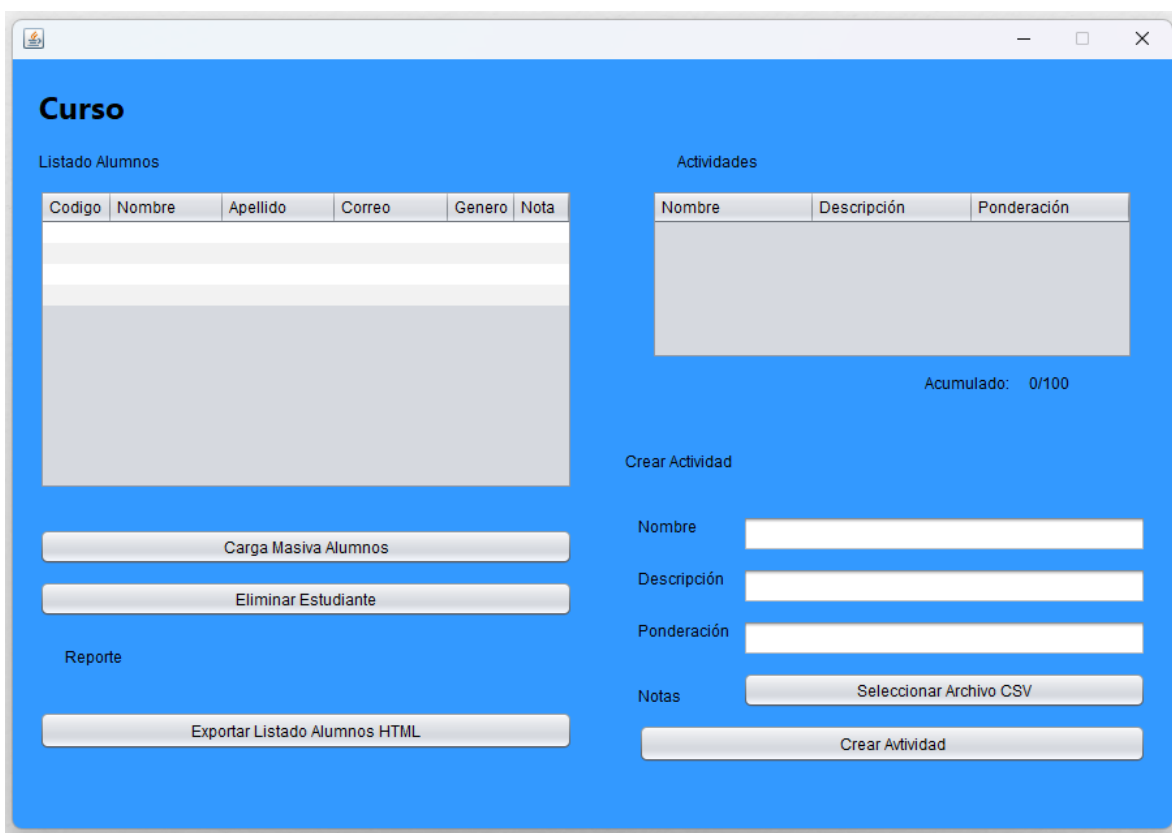 Curso
Listado Alumnos
Codigo Nombre Apellido Correo Genero Nota
Carga Masiva Alumnos
Eliminar Estudiante
Reporte
Exportar Listado Alumnos HTML
Actividades
Nombre Descripción Ponderación
Acumulado: 0/100
Crear Actividad
Nombre
Descripción
Ponderación
Notas Seleccionar Archivo CSV
Crear Avtividad